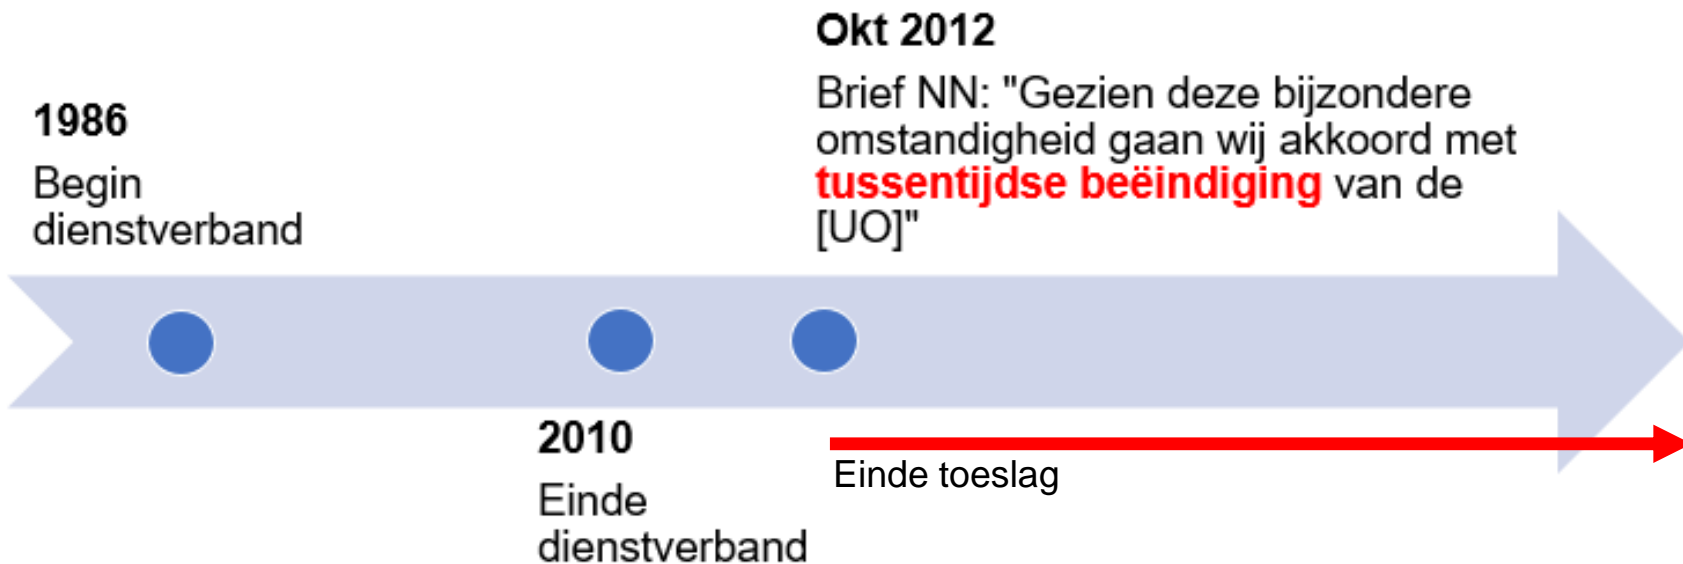 1986
Begin
dienstverband
2010
Einde
dienstverband
Okt 2012
Brief NN: "Gezien deze bijzondere
omstandigheid gaan wij akkoord met
tussentijdse beëindiging van de
[UO]"
Einde toeslag